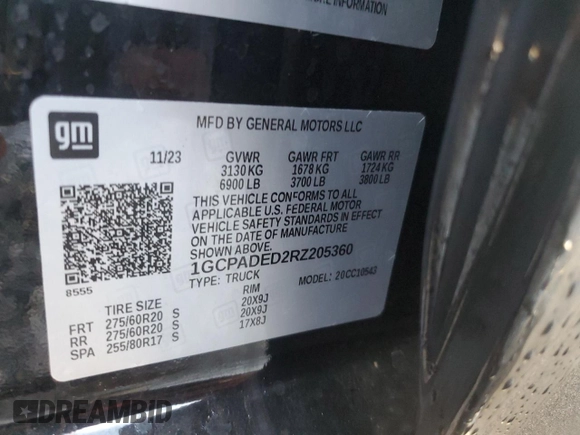 INFORMATION
gm
MFD BY GENERAL MOTORS LLC
11/23 GVWR GAWR FRT GAWR RR
3130 KG 1678 KG 1724 KG
6900 LB 3700 LB 3800 LB
THIS VEHICLE CONFORMS TO ALL
APPLICABLE U.S. FEDERAL MOTOR
VEHICLE SAFETY STANDARDS IN EFFECT
ON THE DATE OF MANUFACTURE
SHOWN ABOVE.
1GCPADED2RZ205360
8555
TYPE: TRUCK MODEL: 20CC10543
TIRE SIZE RIM
FRT 275/60R20 S 20X9J
RR 275/60R20 S 20X9J
SPA 255/80R17 S 17X8J
DREAMBID